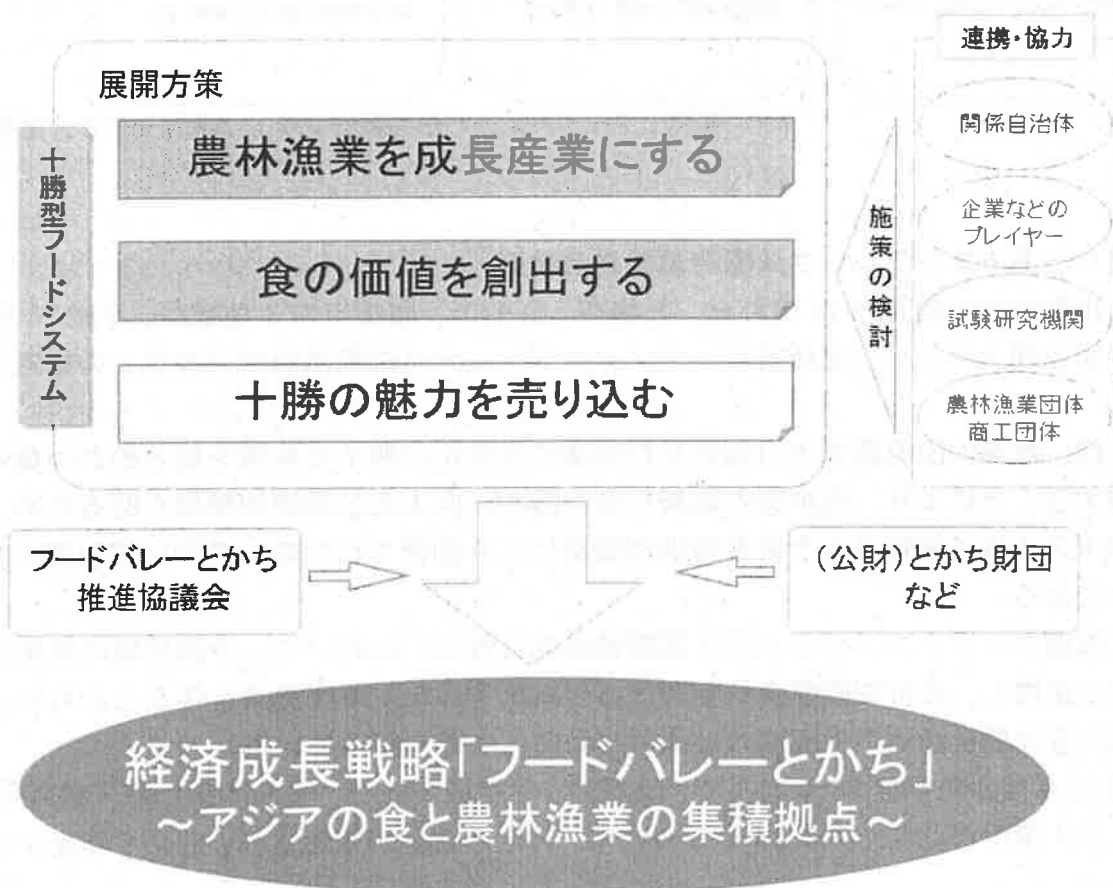 連携・協力
展開方策
十勝型フードシステム
農林漁業を成長産業にする
食の価値を創出する
十勝の魅力を売り込む
施策の検討
関係自治体
企業などの
プレイヤー
試験研究機関
農林漁業団体
商工団体
フードバレーとかち
推進協議会
(公財)とかち財団
など
経済成長戦略「フードバレーとかち」
~アジアの食と農林漁業の集積拠点~